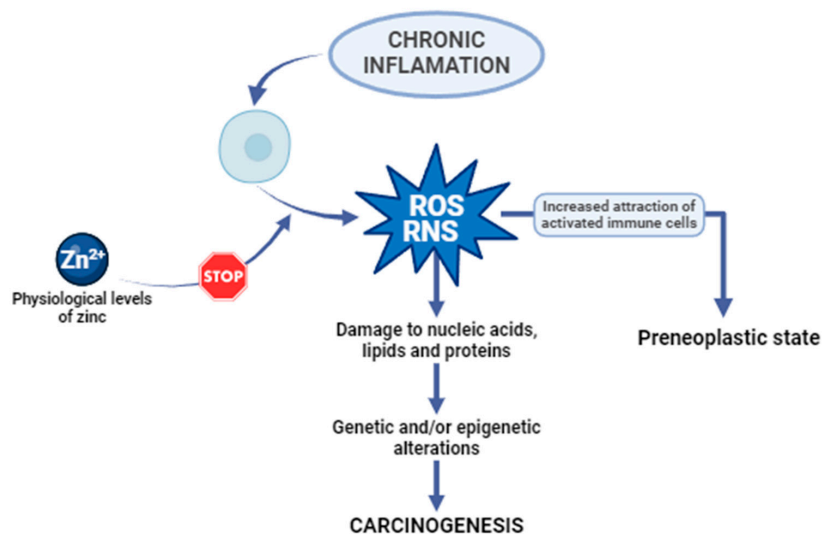 CHRONIC
INFLAMATION
ROS
RNS
Increased attraction of
activated immune cells
Zn²⁺
STOP
Physiological levels
of zinc
Damage to nucleic acids,
lipids and proteins
Preneoplastic state
Genetic and/or epigenetic
alterations
CARCINOGENESIS